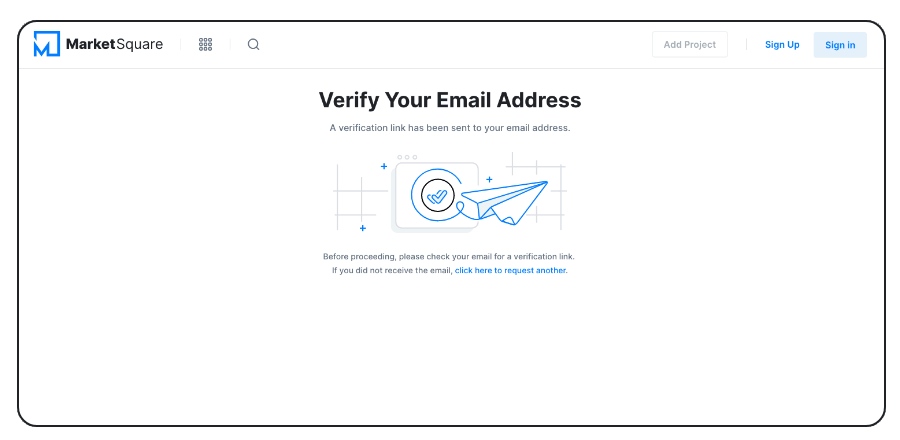 MarketSquare
Add Project
Sign Up
Sign in
Verify Your Email Address
A verification link has been sent to your email address.
Before proceeding, please check your email for a verification link.
If you did not receive the email, click here to request another.